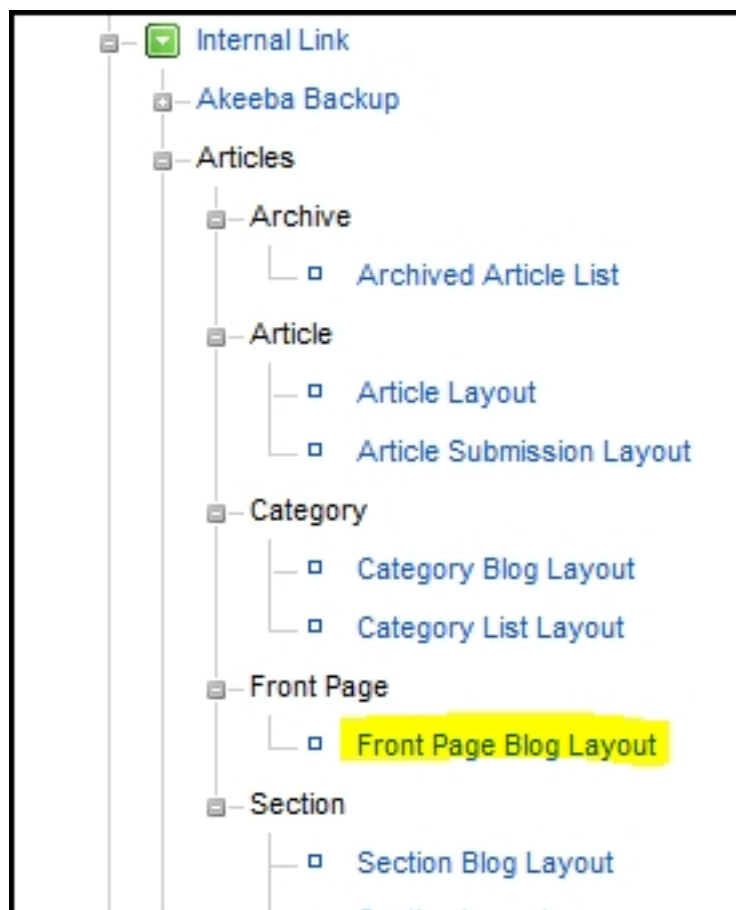 Internal Link
Akeeba Backup
Articles
Archive
Archived Article List
Article
Article Layout
Article Submission Layout
Category
Category Blog Layout
Category List Layout
Front Page
Front Page Blog Layout
Section
Section Blog Layout